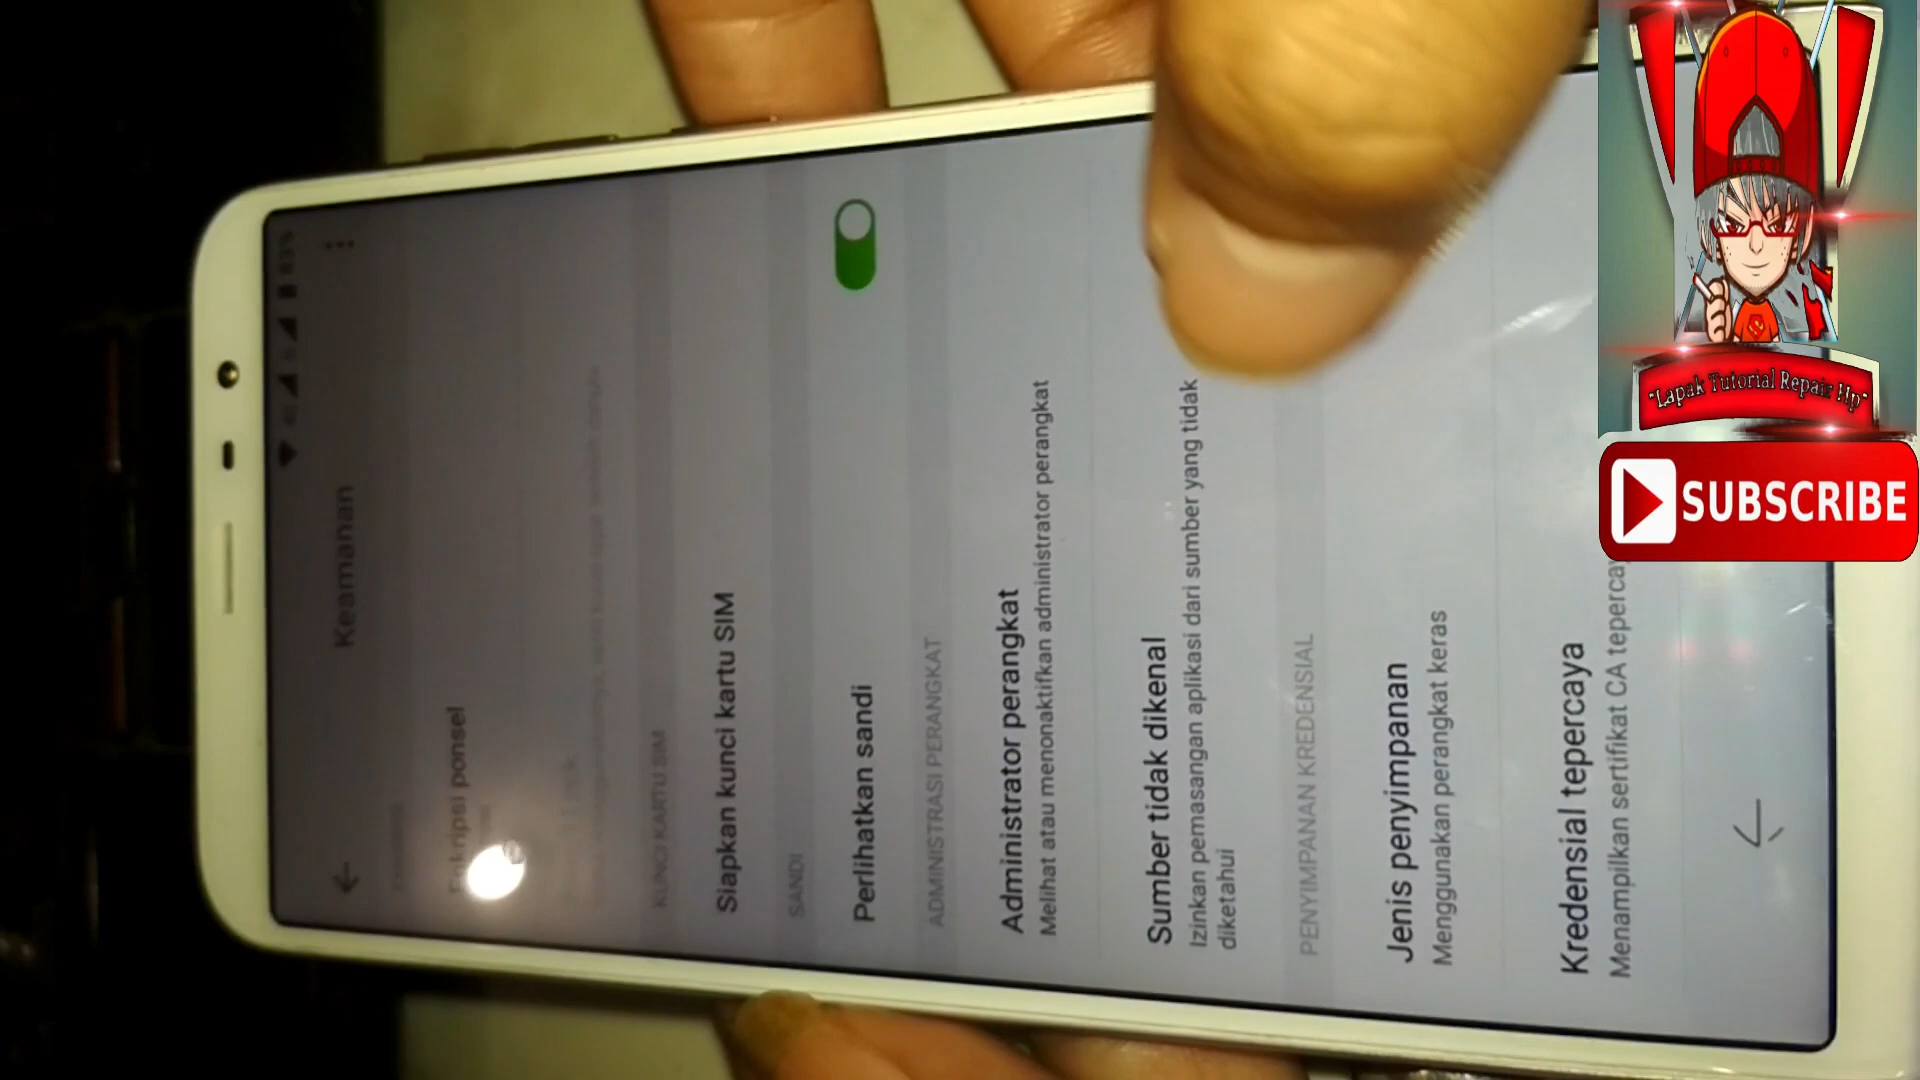 83%
Keamanan
Enkripsi ponsel
KUNCI KARTU SIM
Siapkan kunci kartu SIM
SANDI
Perlihatkan sandi
ADMINISTRASI PERANGKAT
Administrator perangkat
Melihat atau menonaktifkan administrator perangkat
Sumber tidak dikenal
Izinkan pemasangan aplikasi dari sumber yang tidak
diketahui
PENYIMPANAN KREDENSIAL
Jenis penyimpanan
Menggunakan perangkat keras
Kredensial tepercaya
Menampilkan sertifikat CA
"Lapak Tutorial Repair Hp"
SUBSCRIBE